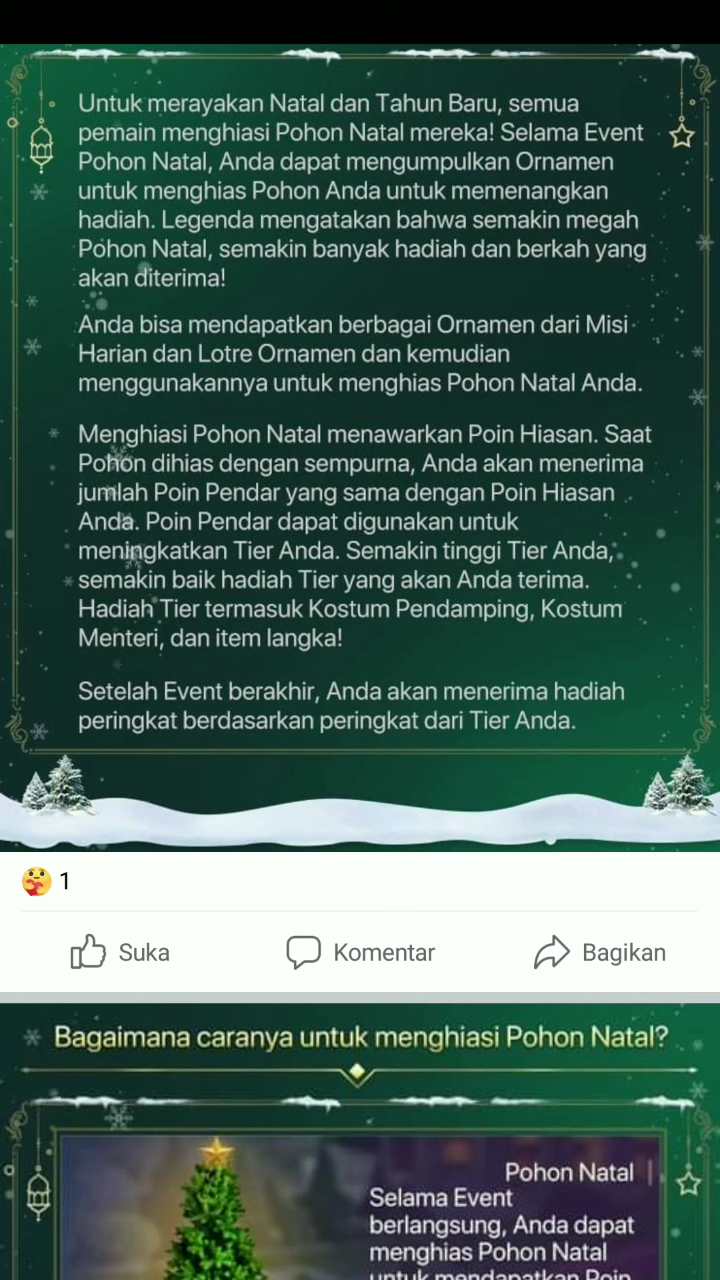 Untuk merayakan Natal dan Tahun Baru, semua
pemain menghiasi Pohon Natal mereka! Selama Event
Pohon Natal, Anda dapat mengumpulkan Ornamen
untuk menghias Pohon Anda untuk memenangkan
hadiah. Legenda mengatakan bahwa semakin megah
Pohon Natal, semakin banyak hadiah dan berkah yang
akan diterima!
Anda bisa mendapatkan berbagai Ornamen dari Misi
Harian dan Lotre Ornamen dan kemudian
menggunakannya untuk menghias Pohon Natal Anda.
Menghiasi Pohon Natal menawarkan Poin Hiasan. Saat
Pohon dihias dengan sempurna, Anda akan menerima
jumlah Poin Pendar yang sama dengan Poin Hiasan
Anda. Poin Pendar dapat digunakan untuk
meningkatkan Tier Anda. Semakin tinggi Tier Anda,
semakin baik hadiah Tier yang akan Anda terima.
Hadiah Tier termasuk Kostum Pendamping, Kostum
Menteri, dan item langka!
Setelah Event berakhir, Anda akan menerima hadiah
peringkat berdasarkan peringkat dari Tier Anda.
1
Suka Komentar Bagikan
Bagaimana caranya untuk menghiasi Pohon Natal?
Pohon Natal
Selama Event
berlangsung, Anda dapat
menghias Pohon Natal
untuk mendapatkan Poin